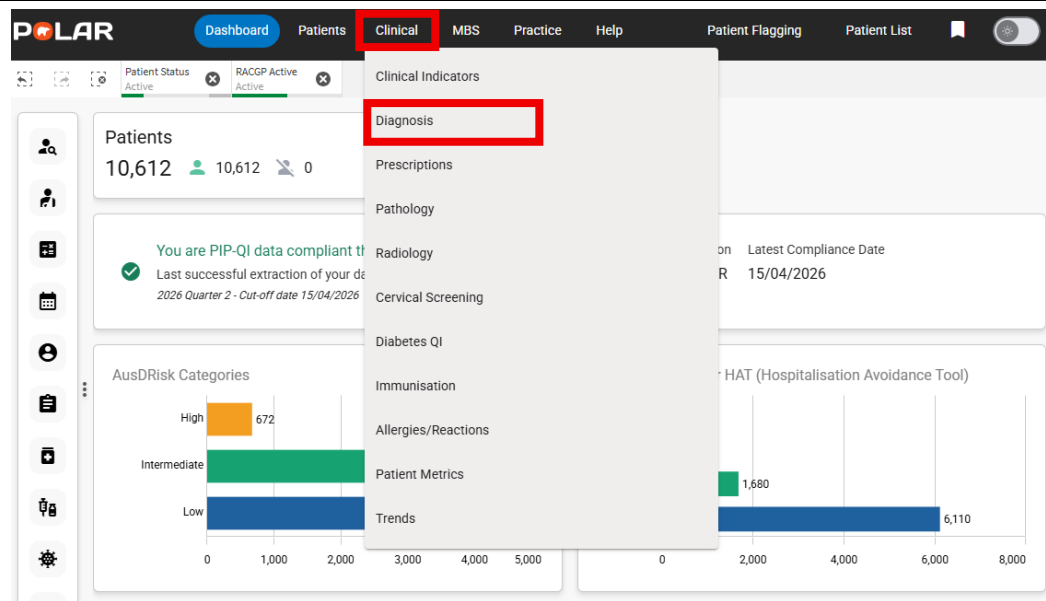 POLAR
Dashboard Patients Clinical MBS Practice Help Patient Flagging Patient List
Patient Status
Active
RACGP Active
Active
Clinical Indicators
Diagnosis
Prescriptions
Pathology
Radiology
Cervical Screening
Diabetes QI
Immunisation
Allergies/Reactions
Patient Metrics
Trends
Patients
10,612 10,612 0
You are PIP-QI data compliant
Last successful extraction of your
2026 Quarter 2 - Cut-off date 15/04/2026
Latest Compliance Date
R 15/04/2026
AusDRisk Categories
High 672
Intermediate
Low
0 1,000 2,000 3,000 4,000 5,000
HAT (Hospitalisation Avoidance Tool)
1,680
6,110
0 2,000 4,000 6,000 8,000